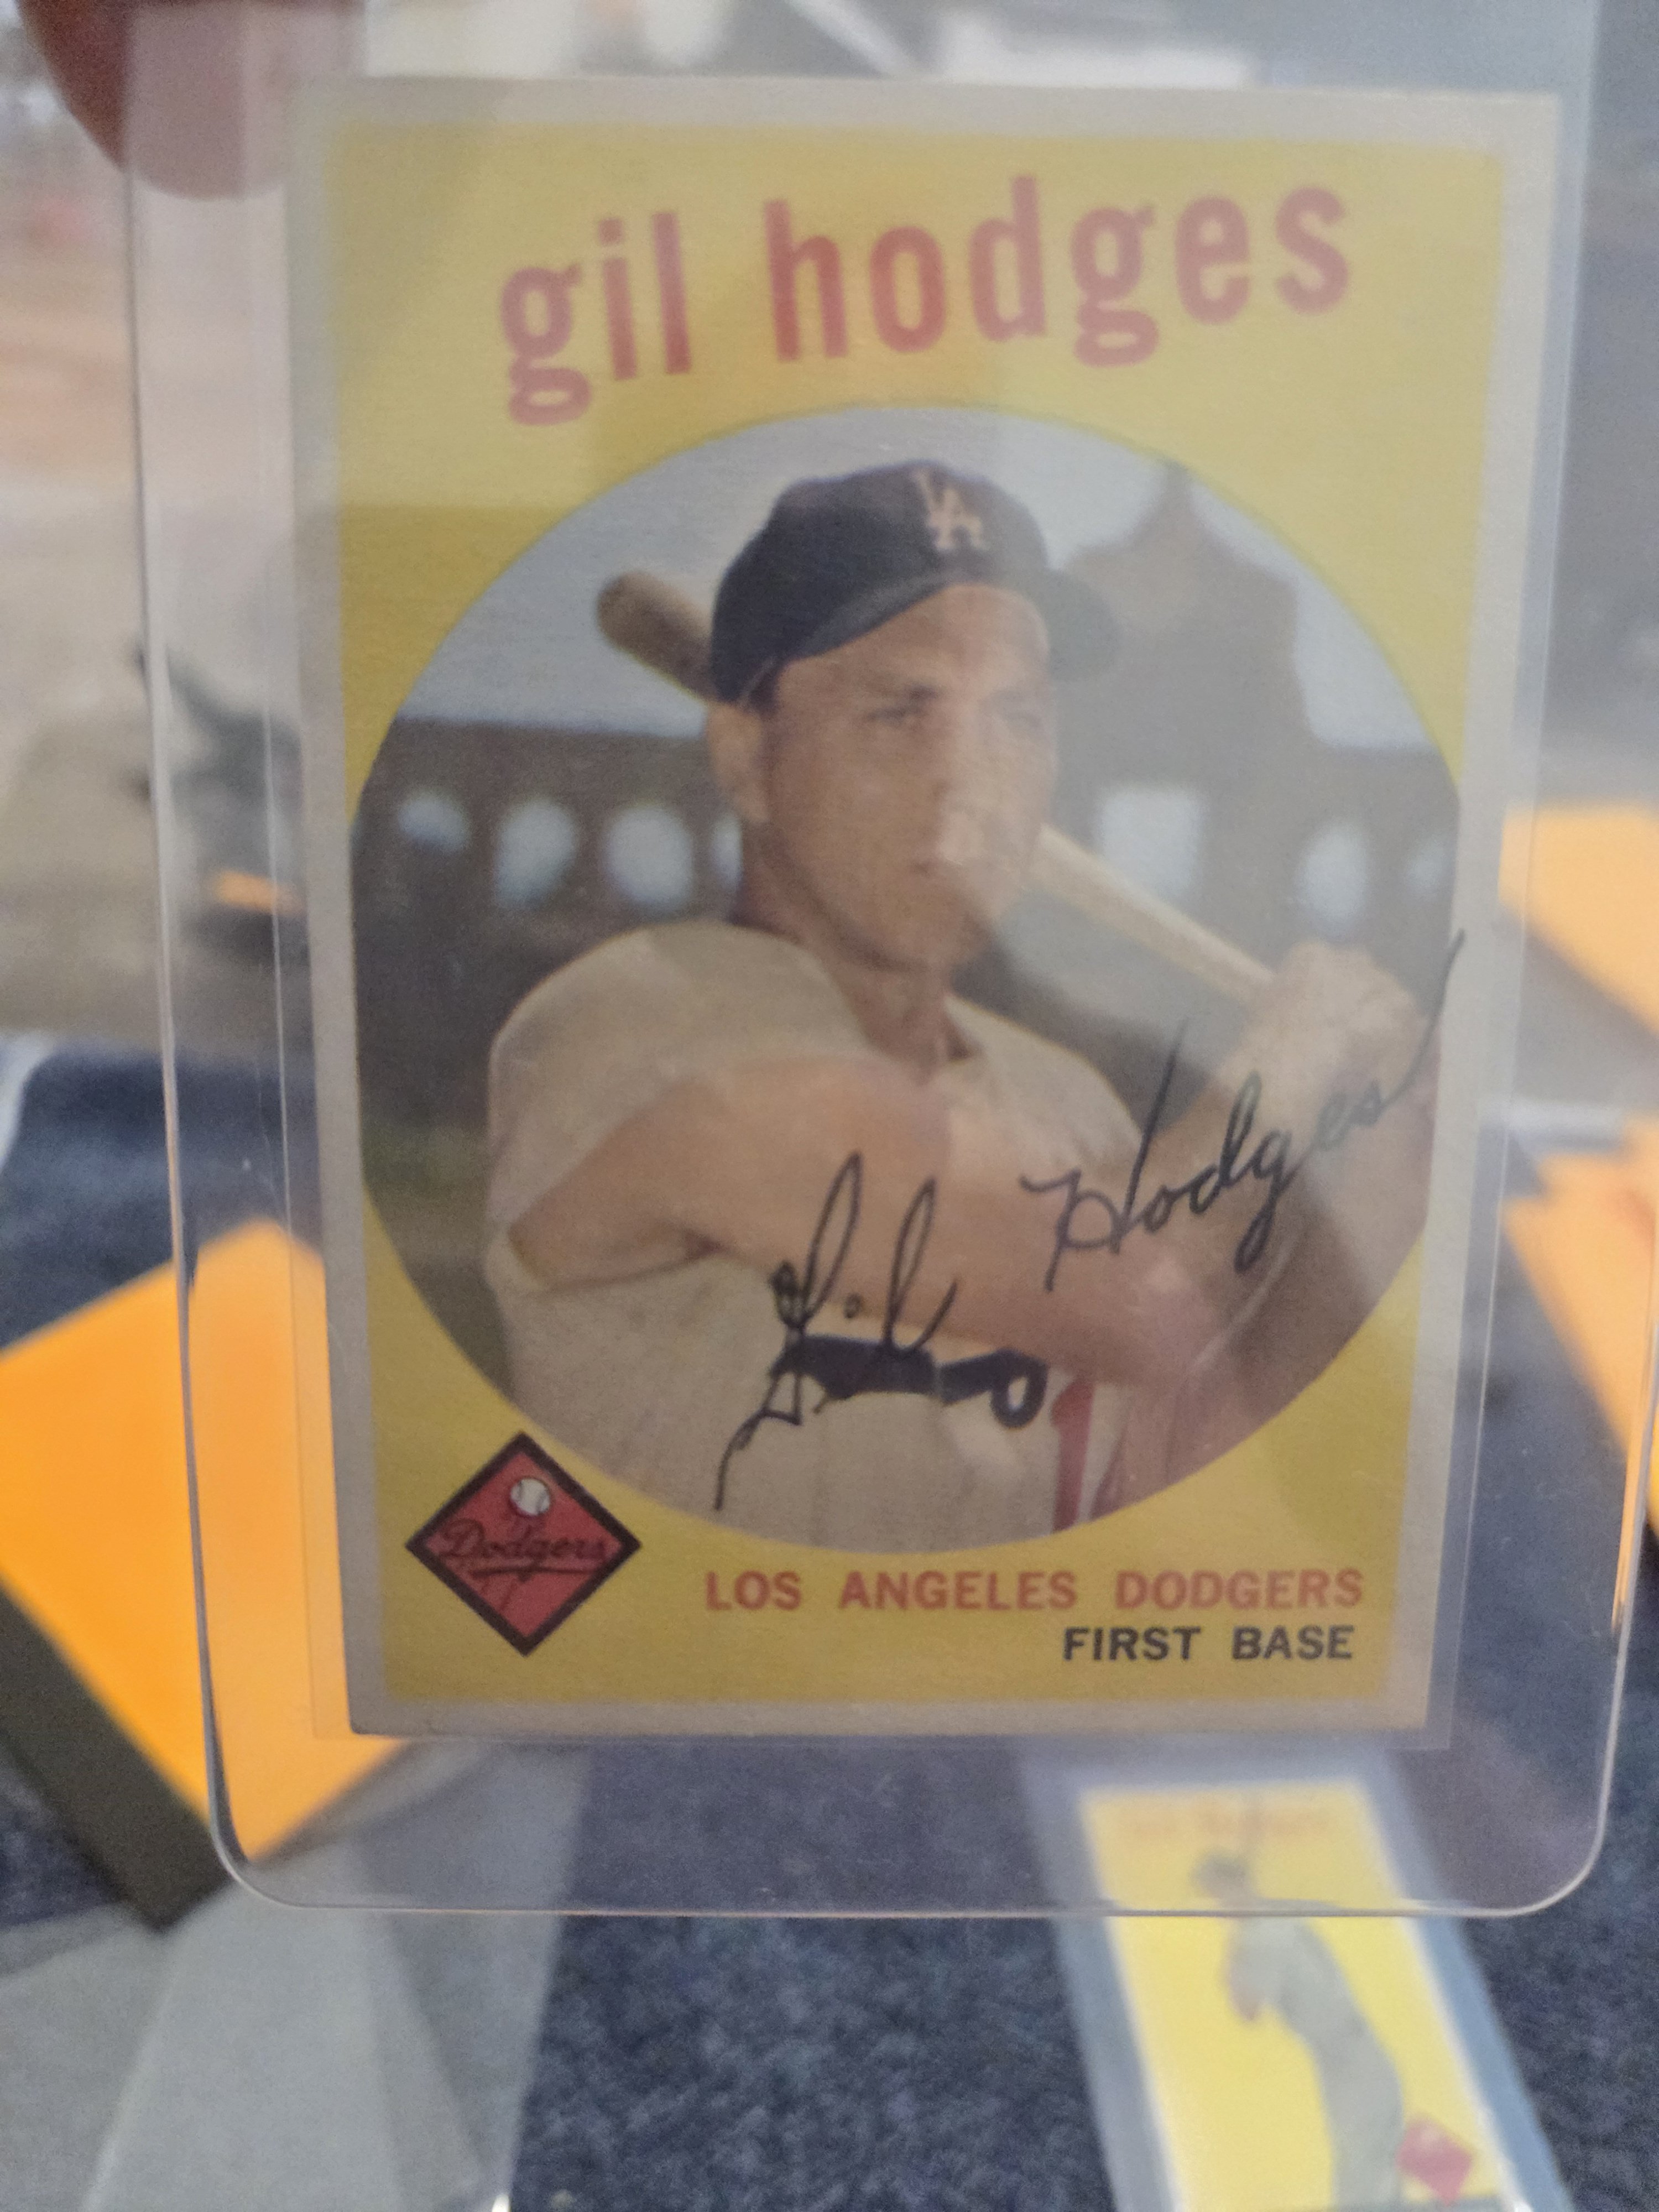 gil hodges
LA
Gil Hodges
Dodgers
LOS ANGELES DODGERS
FIRST BASE